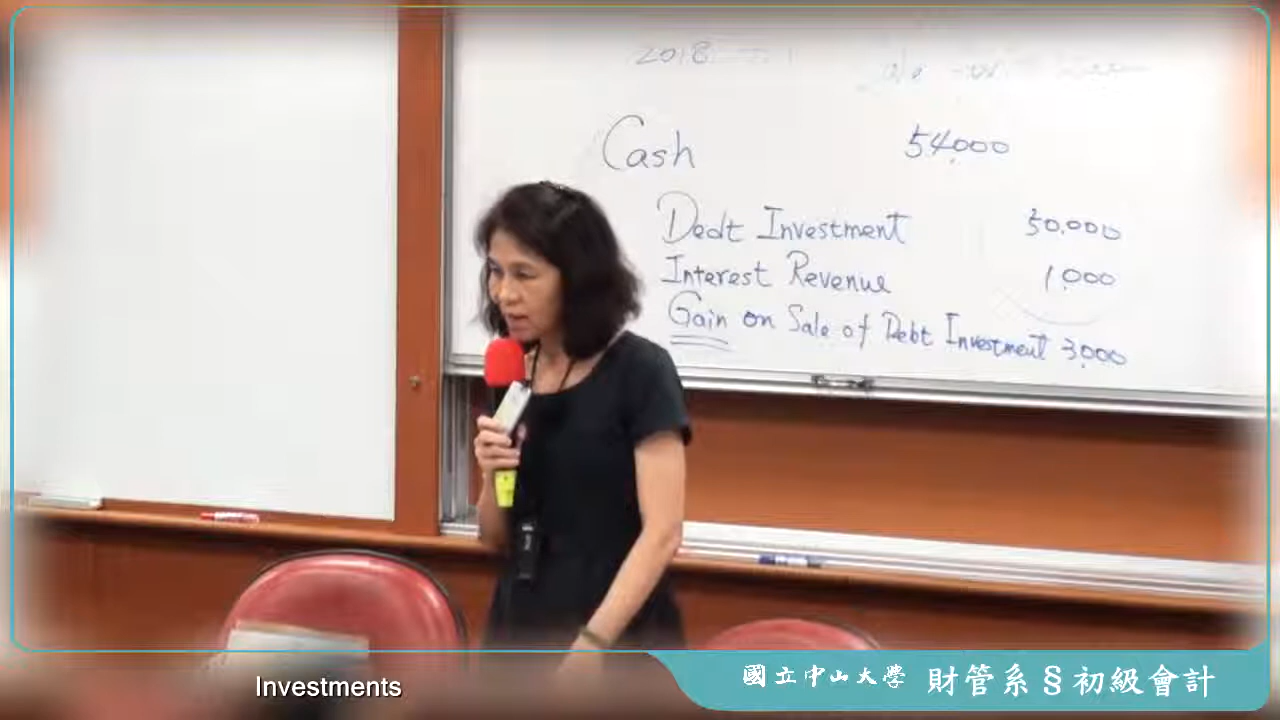 2018
Cash 54,000
Debt Investment 50,000
Interest Revenue 1,000
Gain on Sale of Debt Investment 3,000
Investments
國立中山大學 財管系§初級會計